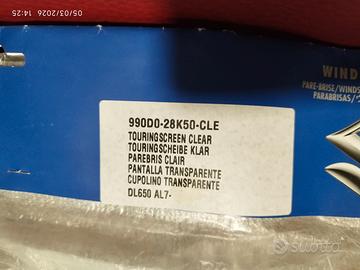 14:25 05/03/2026
WIND
PARE-BRISE/WINDS
PARABRISAS/
990D0-28K50-CLE
TOURINGSCREEN CLEAR
TOURINGSCHEIBE KLAR
PAREBRIS CLAIR
PANTALLA TRANSPARENTE
CUPOLINO TRANSPARENTE
DL650 AL7-
subito